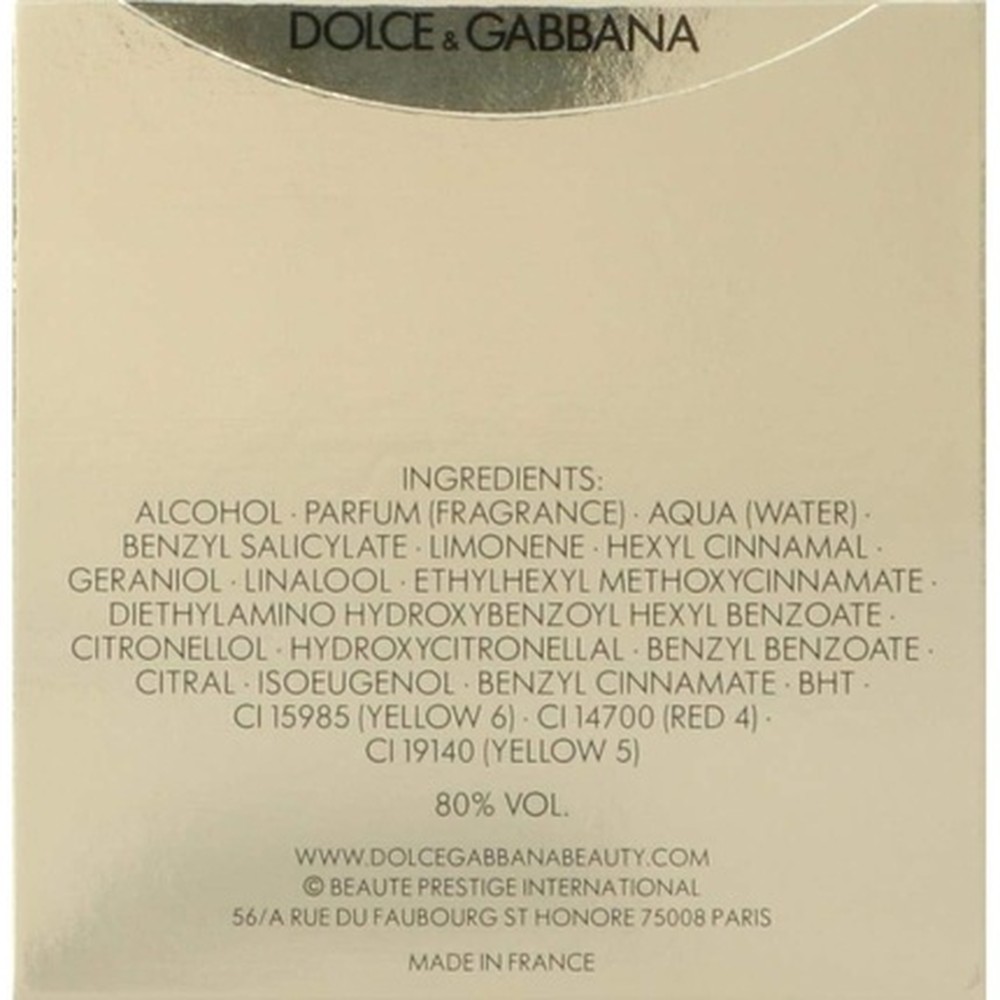 DOLCE & GABBANA
INGREDIENTS:
ALCOHOL · PARFUM (FRAGRANCE) · AQUA (WATER) ·
BENZYL SALICYLATE · LIMONENE · HEXYL CINNAMAL ·
GERANIOL · LINALOOL · ETHYLHEXYL METHOXYCINNAMATE ·
DIETHYLAMINO HYDROXYBENZOYL HEXYL BENZOATE ·
CITRONELLOL · HYDROXYCITRONELLAL · BENZYL BENZOATE ·
CITRAL · ISOEUGENOL · BENZYL CINNAMATE · BHT ·
CI 15985 (YELLOW 6) · CI 14700 (RED 4) ·
CI 19140 (YELLOW 5)
80% VOL.
WWW.DOLCEGABBANABEAUTY.COM
© BEAUTE PRESTIGE INTERNATIONAL
56/A RUE DU FAUBOURG ST HONORE 75008 PARIS
MADE IN FRANCE